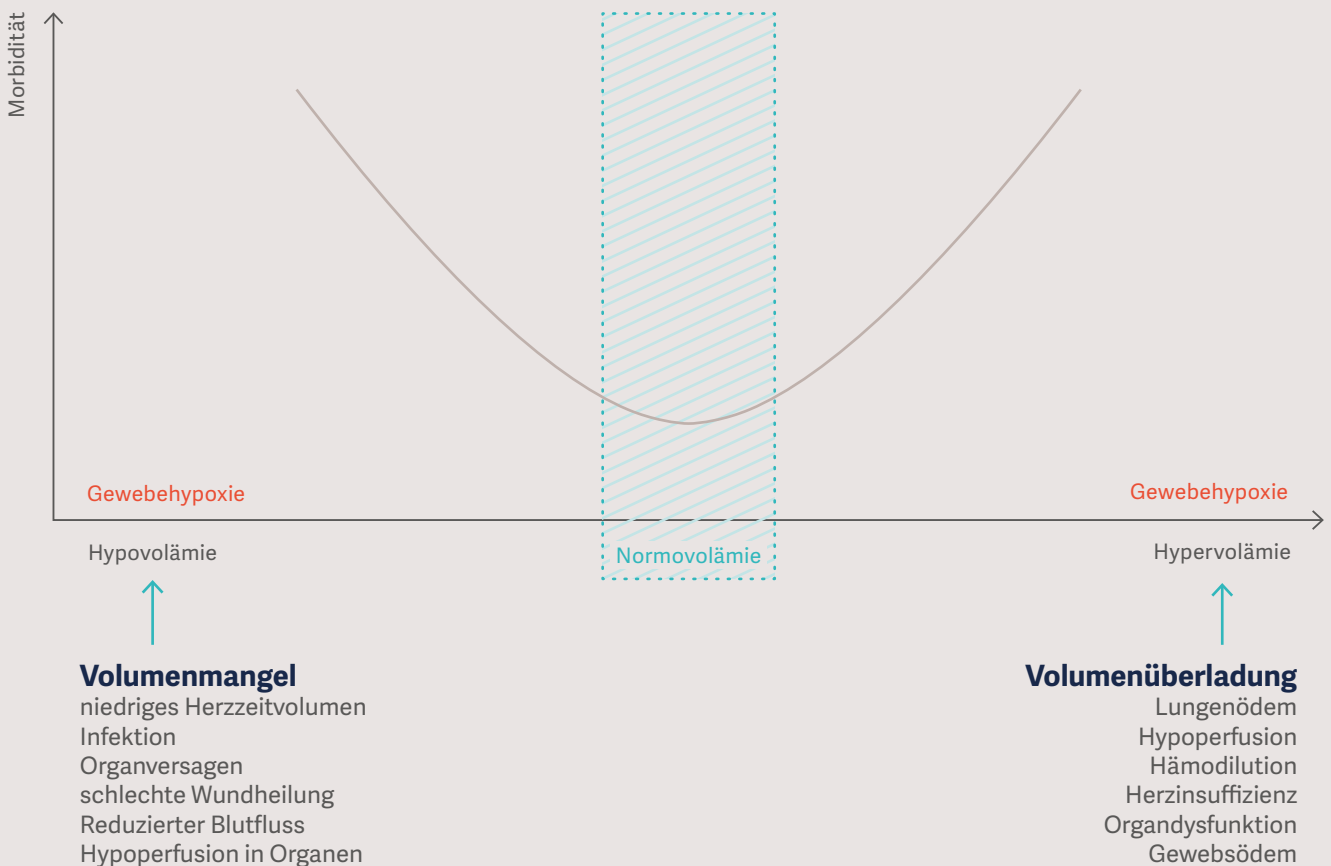 Morbidität
Gewebehypoxie
Gewebehypoxie
Hypovolämie
Normovolämie
Hypervolämie
Volumenmangel
niedriges Herzzeitvolumen
Infektion
Organversagen
schlechte Wundheilung
Reduzierter Blutfluss
Hypoperfusion in Organen
Volumenüberladung
Lungenödem
Hypoperfusion
Hämodilution
Herzinsuffizienz
Organdysfunktion
Gewebsödem